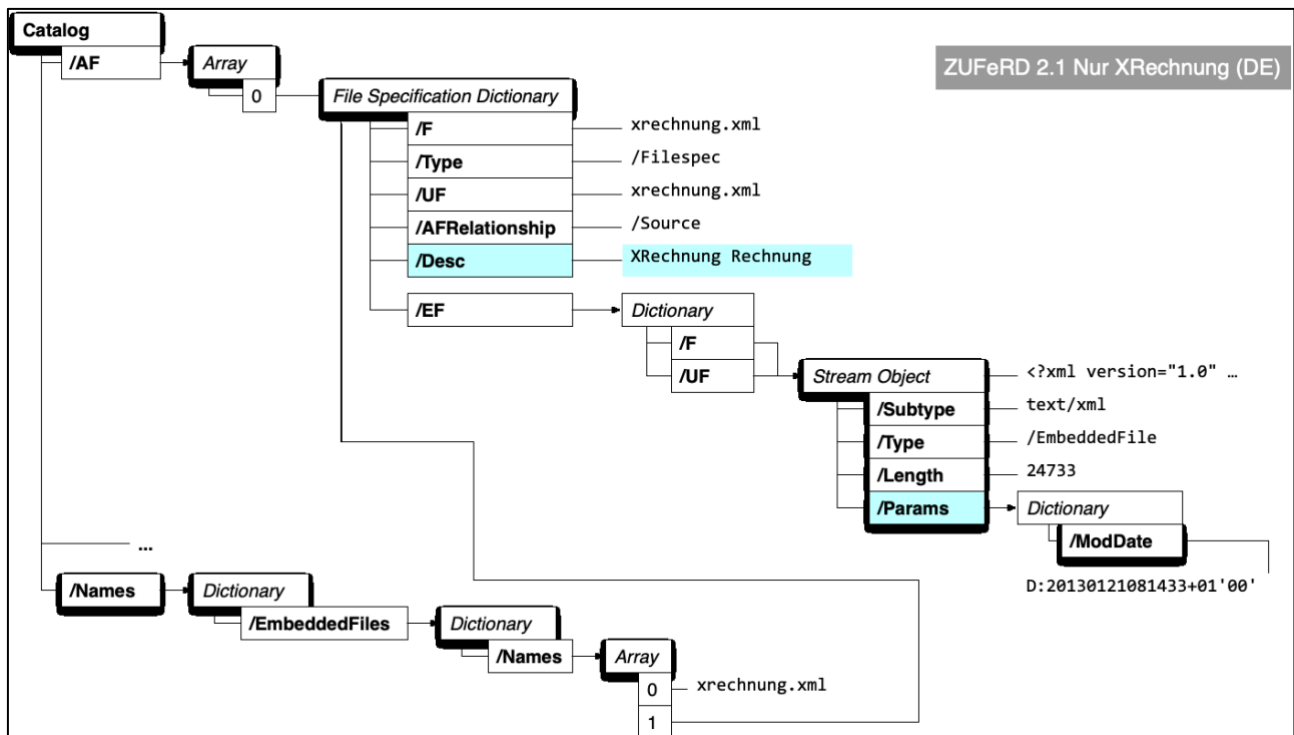 Catalog
/AF
Array
0
ZUFeRD 2.1 Nur XRechnung (DE)
File Specification Dictionary
/F xrechnung.xml
/Type /Filespec
/UF xrechnung.xml
/AFRelationship /Source
/Desc XRechnung Rechnung
/EF Dictionary
/F
/UF
Stream Object <?xml version="1.0" …
/Subtype text/xml
/Type /EmbeddedFile
/Length 24733
/Params Dictionary
/ModDate
D:20130121081433+01'00'
...
/Names Dictionary
/EmbeddedFiles Dictionary
/Names Array
0 xrechnung.xml
1